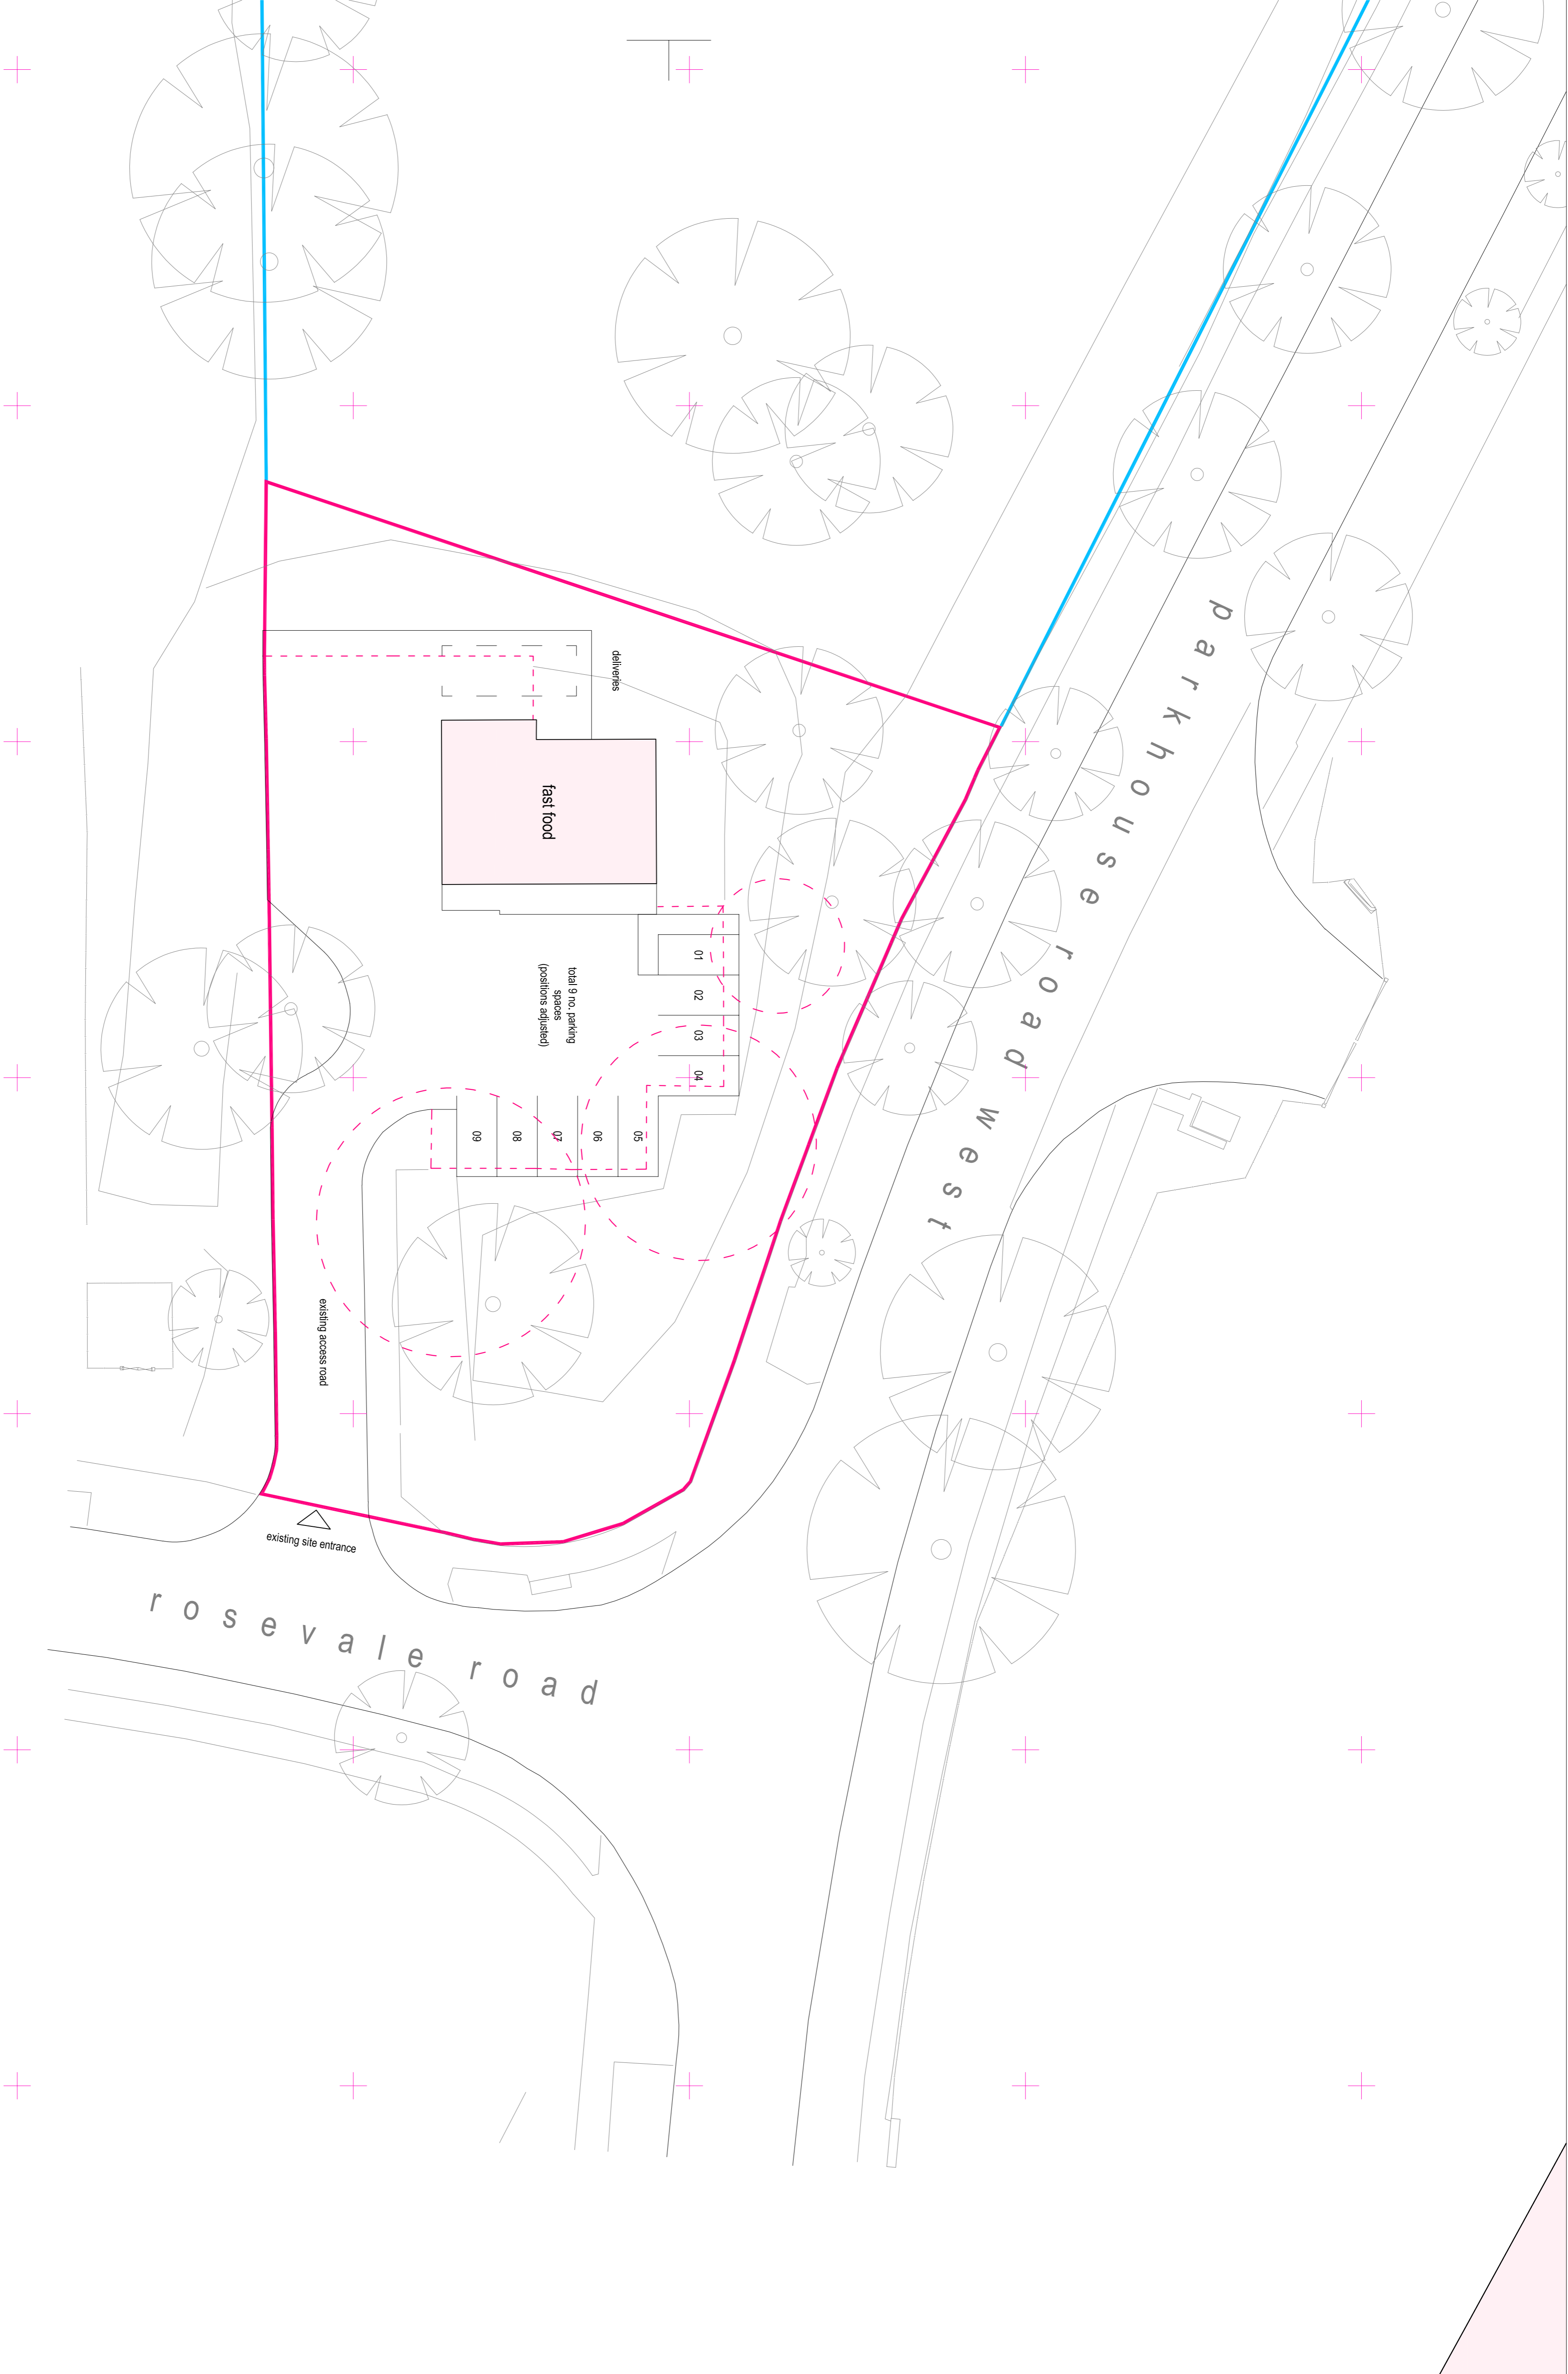 parkhouse road west
deliveries
fast food
total 9 no. parking
spaces
(positions adjusted)
01
02
03
04
05
06
07
08
09
existing access road
existing site entrance
rosevale road